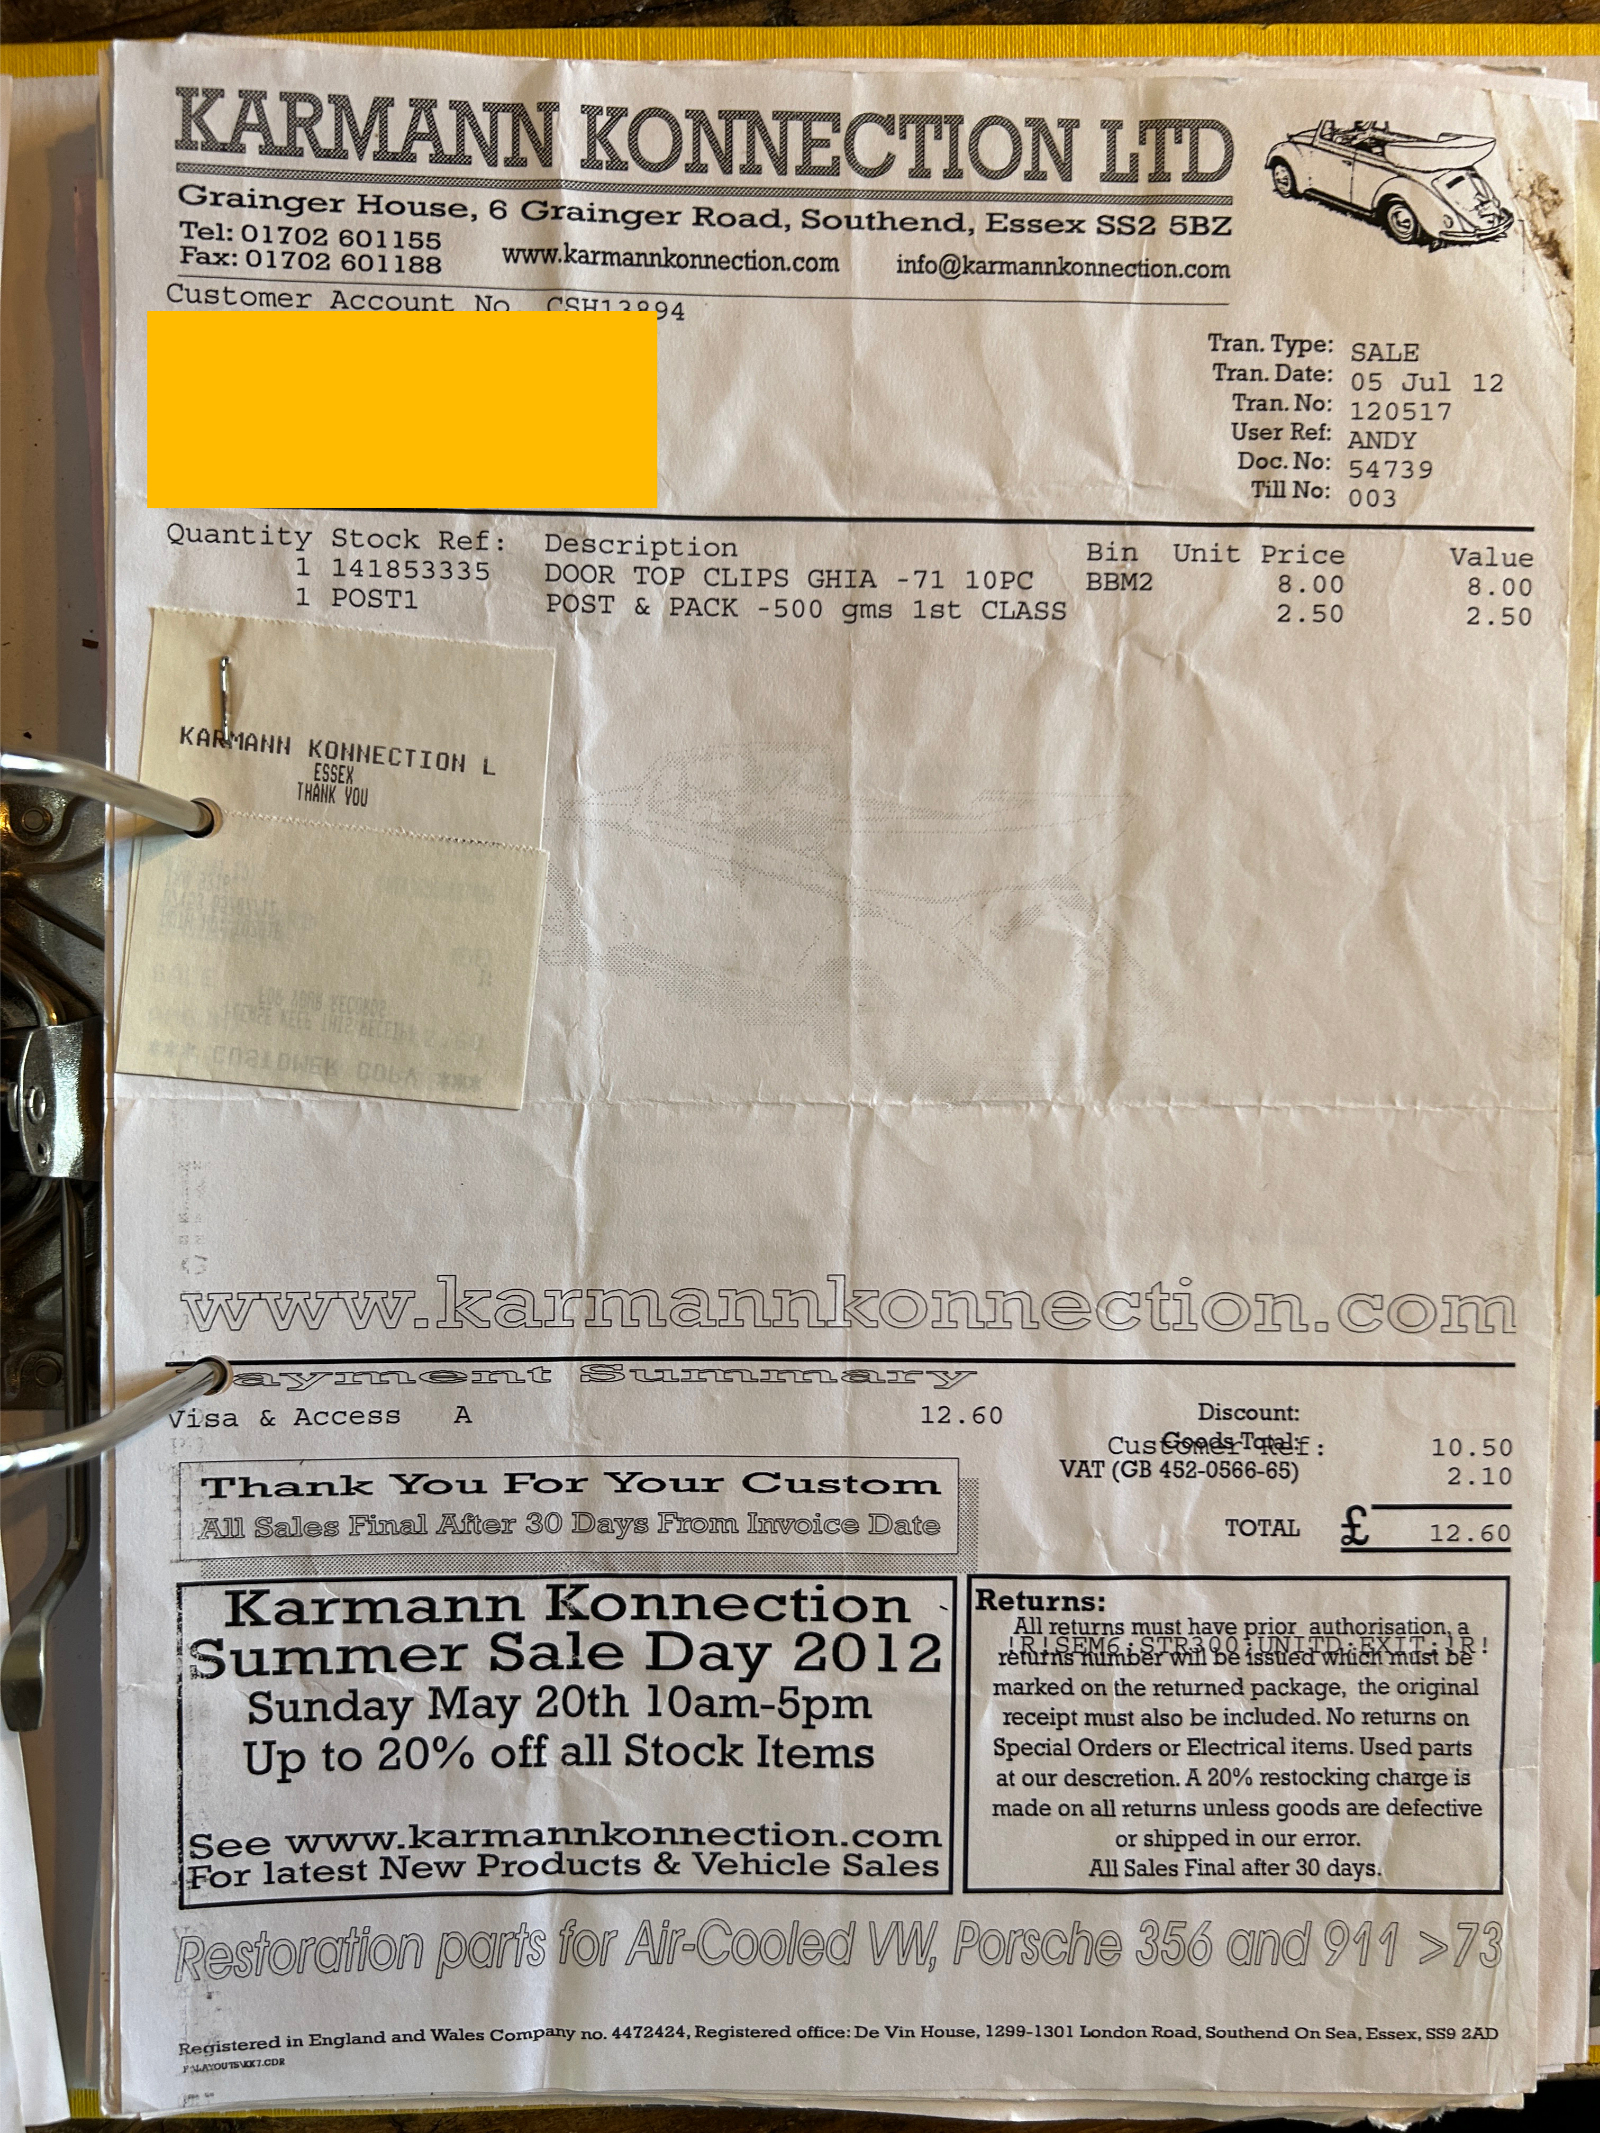 KARMANN KONNECTION LTD
Grainger House, 6 Grainger Road, Southend, Essex SS2 5BZ
Tel: 01702 601155
Fax: 01702 601188
www.karmannkonnection.com info@karmannkonnection.com
Customer Account No. CSH13894
Tran. Type: SALE
Tran. Date: 05 Jul 12
Tran. No: 120517
User Ref: ANDY
Doc. No: 54739
Till No: 003
Quantity Stock Ref: Description Bin Unit Price Value
1 141853335 DOOR TOP CLIPS GHIA -71 10PC BBM2 8.00 8.00
1 POST1 POST & PACK -500 gms 1st CLASS 2.50 2.50
KARMANN KONNECTION L
ESSEX
THANK YOU
FOR YOUR RECORDS
PLEASE KEEP THIS RECEIPT
*** CUSTOMER COPY ***
www.karmannkonnection.com
Payment Summary
Visa & Access A 12.60
Discount:
Goods Total:
Customer Ref: 10.50
VAT (GB 452-0566-65) 2.10
TOTAL £ 12.60
Thank You For Your Custom
All Sales Final After 30 Days From Invoice Date
Karmann Konnection
Summer Sale Day 2012
Sunday May 20th 10am-5pm
Up to 20% off all Stock Items
See www.karmannkonnection.com
For latest New Products & Vehicle Sales
Returns:
All returns must have prior authorisation, a
!R!SEM6;STR300;UNITD;EXIT;!R!
returns number will be issued which must be
marked on the returned package, the original
receipt must also be included. No returns on
Special Orders or Electrical items. Used parts
at our descretion. A 20% restocking charge is
made on all returns unless goods are defective
or shipped in our error.
All Sales Final after 30 days.
Restoration parts for Air-Cooled VW, Porsche 356 and 911 >73
Registered in England and Wales Company no. 4472424, Registered office: De Vin House, 1299-1301 London Road, Southend On Sea, Essex, SS9 2AD
F:\LAYOUTS\KK7.CDR